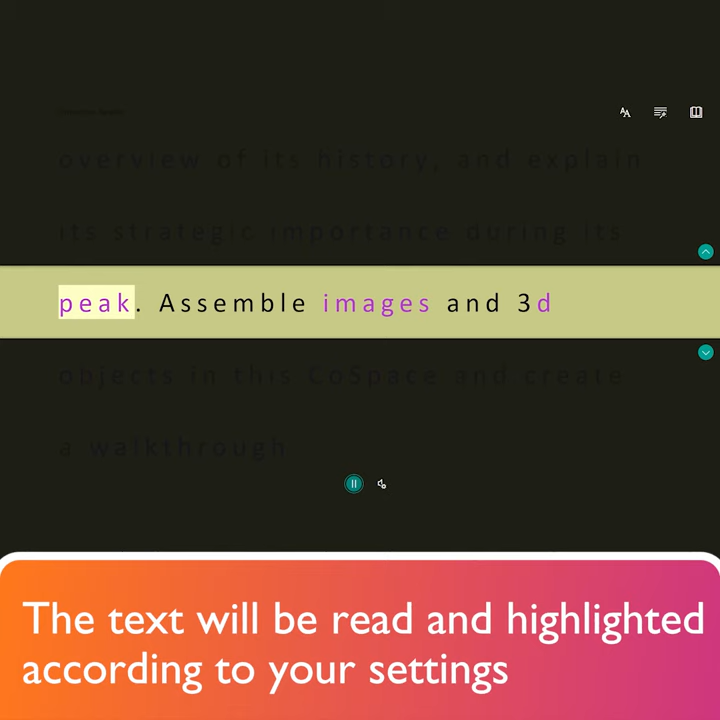 overview of its history, and explain
its strategic importance during its
peak. Assemble images and 3d
objects in this CoSpace and create
a walkthrough
The text will be read and highlighted
according to your settings